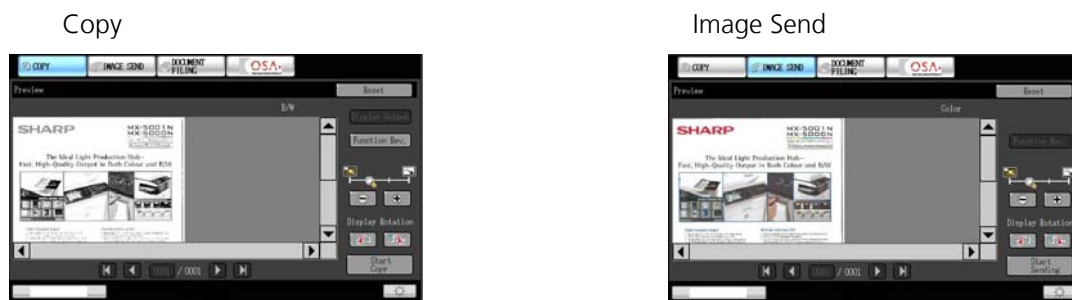 Copy
COPY
IMAGE SEND
DOCUMENT
FILING
OSA
Preview
Reset
B/W
Display Output
Function Rev.
SHARP
MX-5001N
MX-5000N
The Ideal Light Production Hub–
Fast, High-Quality Output in Both Colour and B/W
Display Rotation
0001 / 0001
Start
Copy
Image Send
COPY
IMAGE SEND
DOCUMENT
FILING
OSA
Preview
Reset
Color
Function Rev.
SHARP
MX-5001N
MX-5000N
The Ideal Light Production Hub–
Fast, High-Quality Output in Both Colour and B/W
Display Rotation
0001 / 0001
Start
Sending